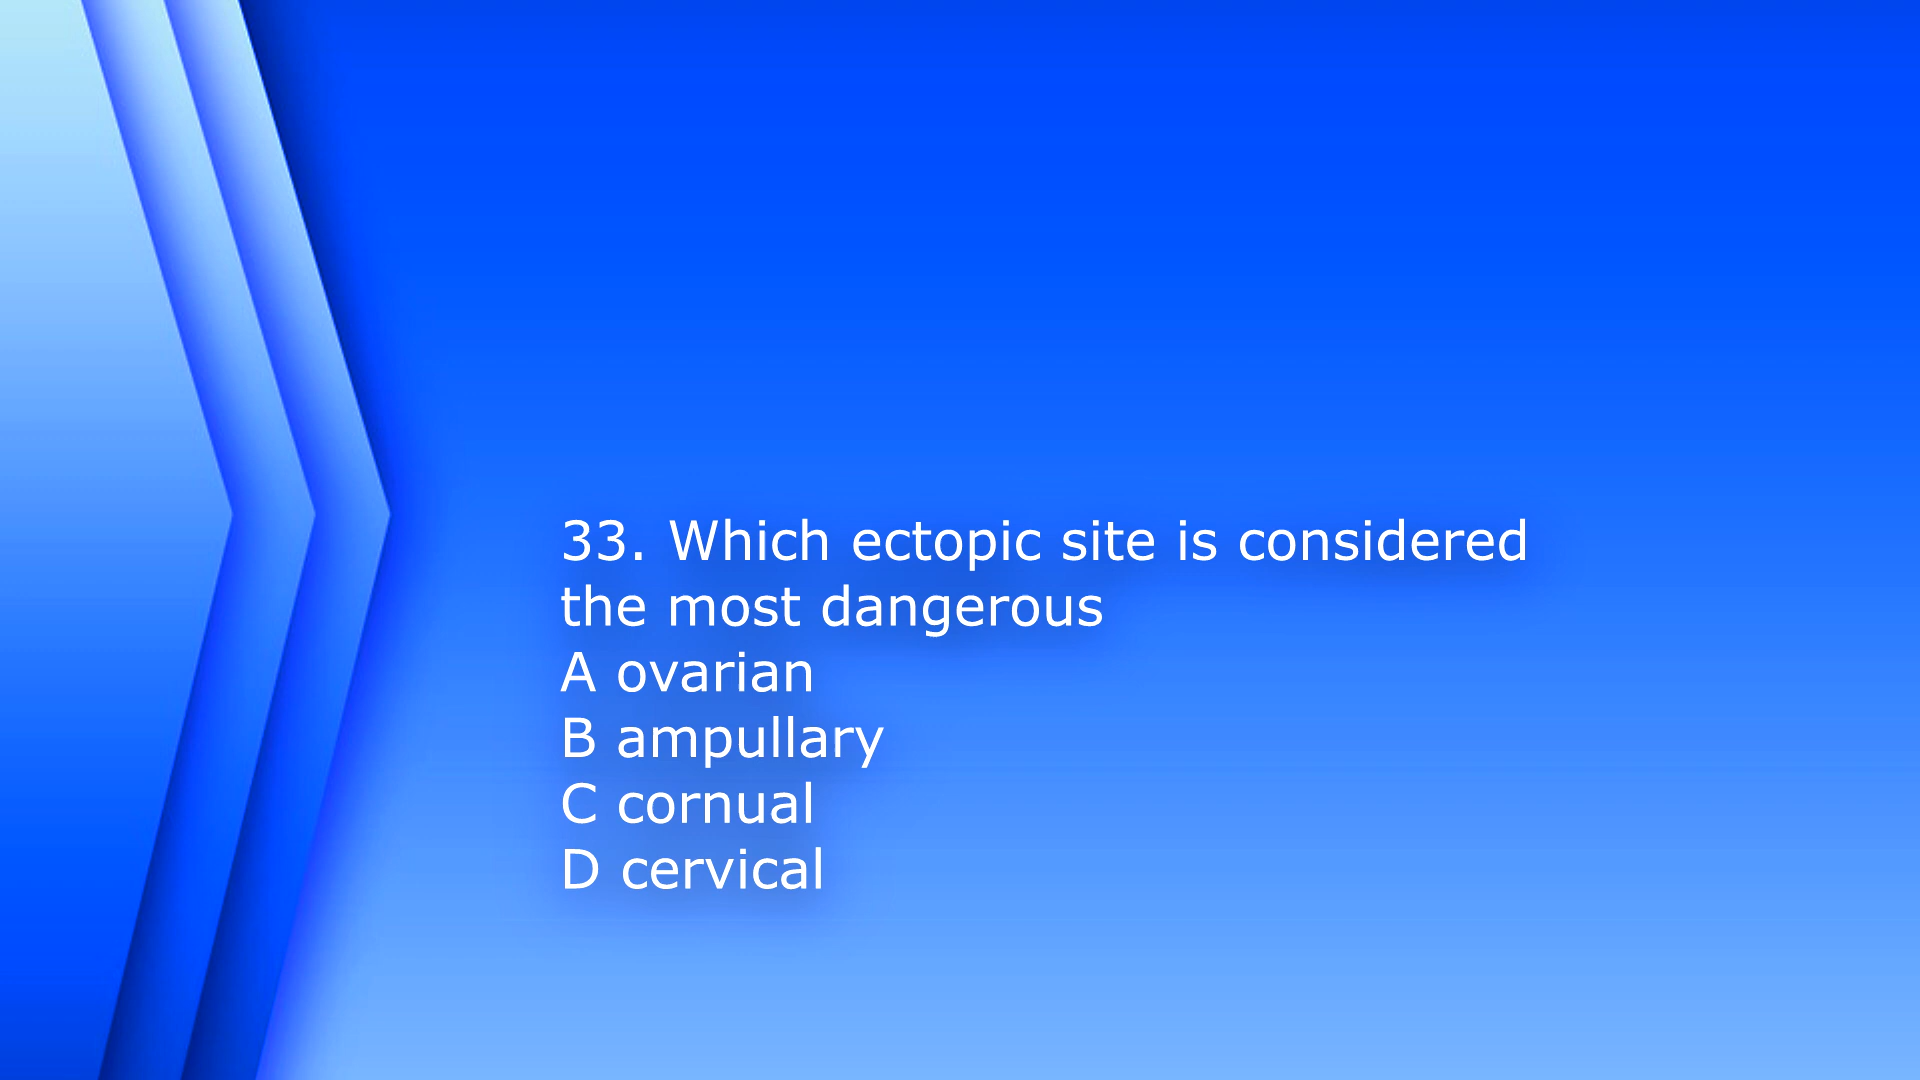 33. Which ectopic site is considered
the most dangerous
A ovarian
B ampullary
C cornual
D cervical